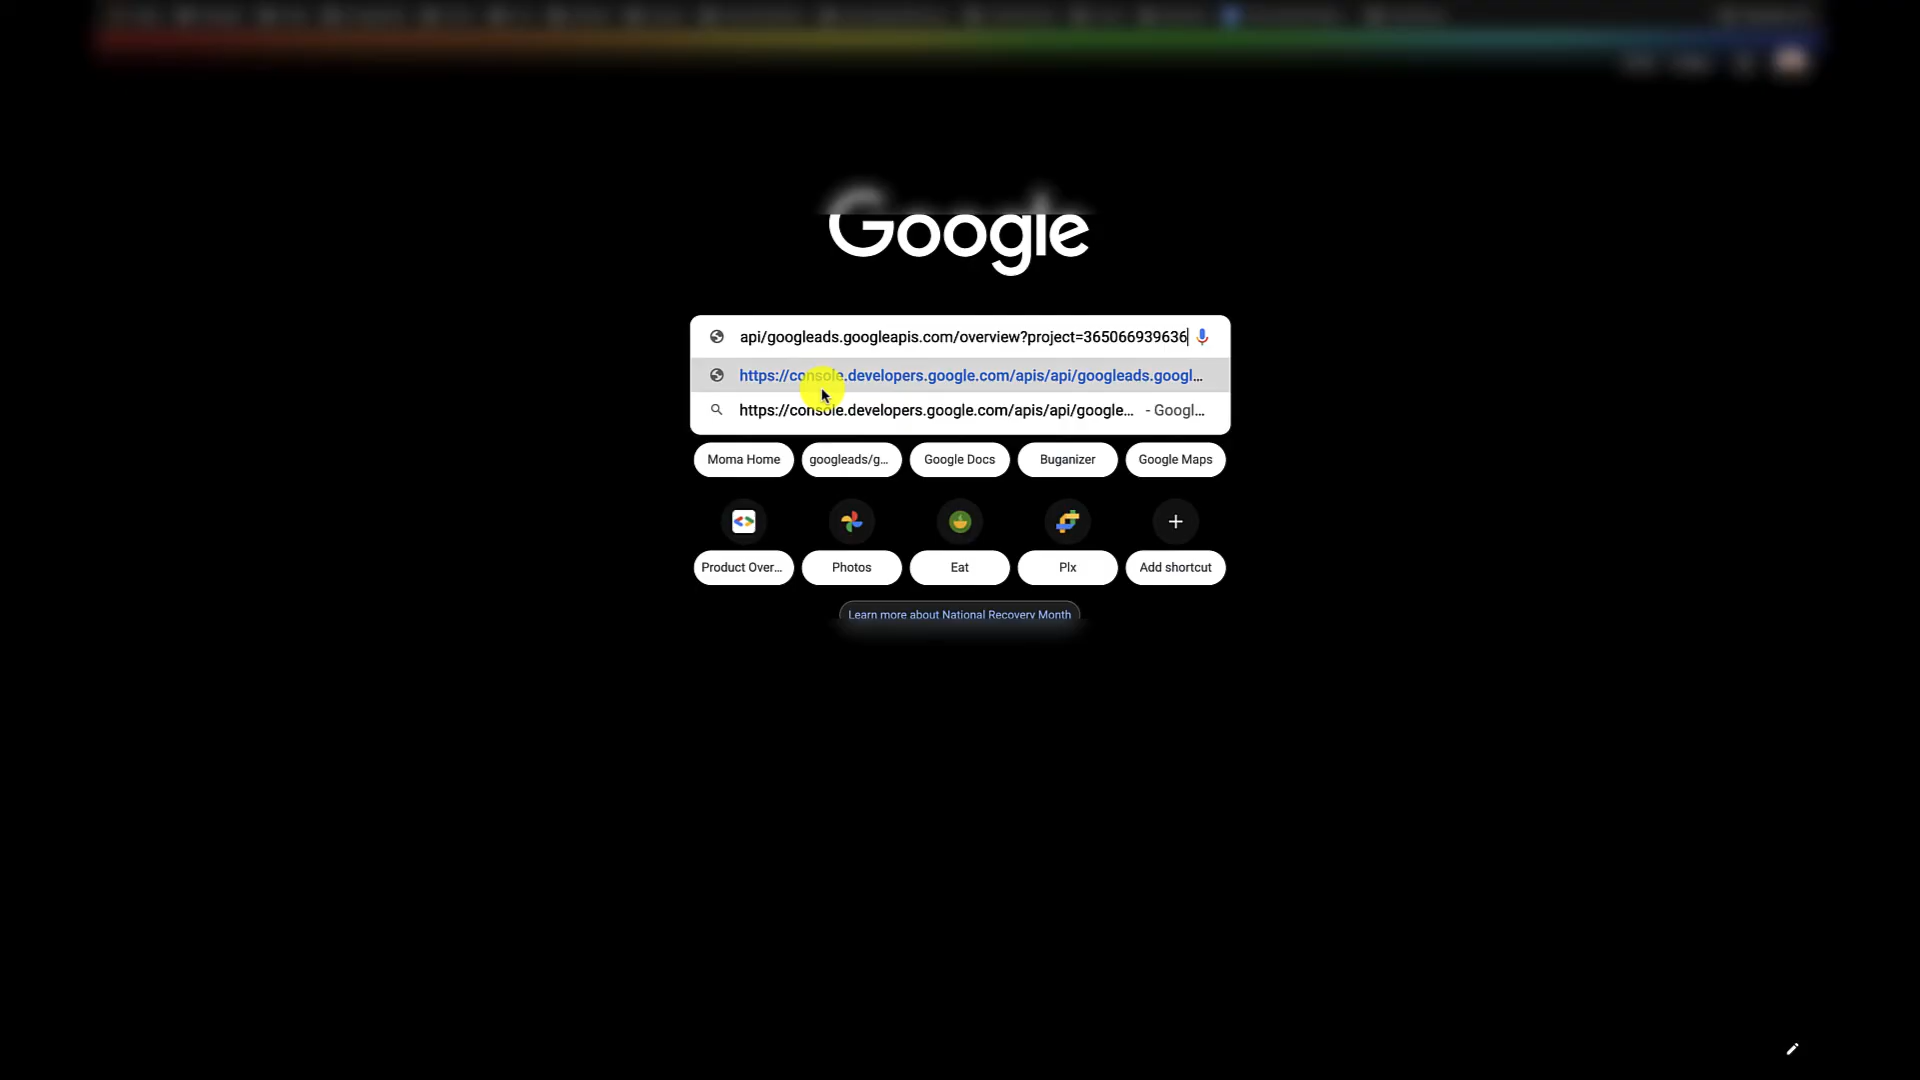 Google
api/googleads.googleapis.com/overview?project=365066939636
https://console.developers.google.com/apis/api/googleads.googl...
https://console.developers.google.com/apis/api/google... - Googl...
Moma Home
googleads/g...
Google Docs
Buganizer
Google Maps
Product Over...
Photos
Eat
Plx
Add shortcut
Learn more about National Recovery Month